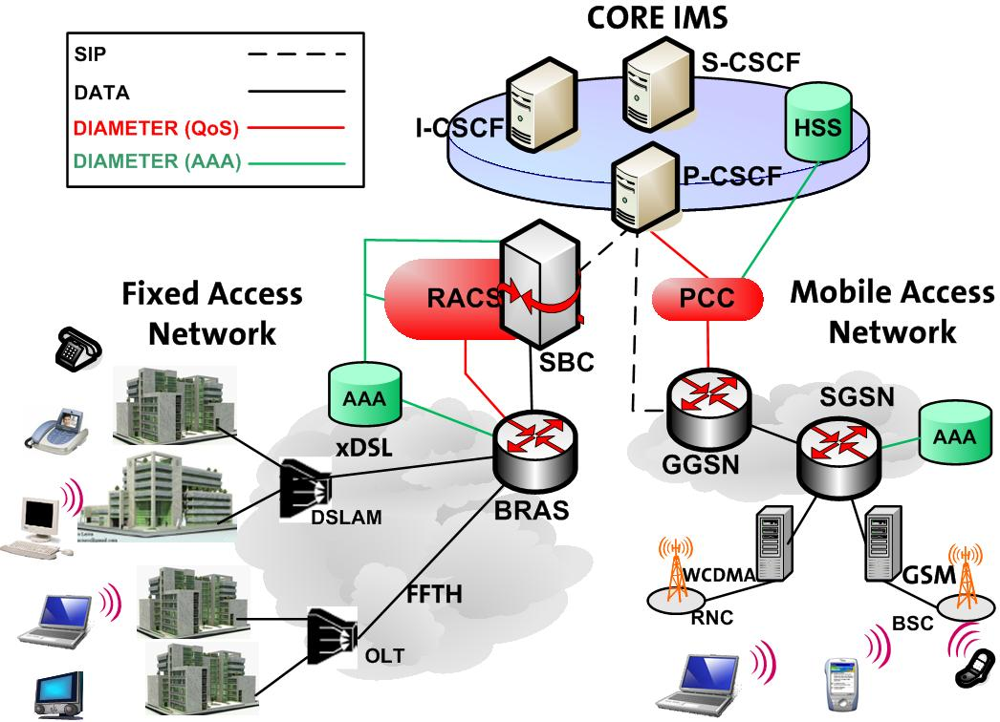 CORE IMS
SIP
DATA
DIAMETER (QoS)
DIAMETER (AAA)
S-CSCF
I-CSCF
HSS
P-CSCF
Fixed Access
Network
RACS
SBC
PCC
Mobile Access
Network
AAA
xDSL
BRAS
DSLAM
FFTH
OLT
GGSN
SGSN
AAA
WCDMA
RNC
GSM
BSC